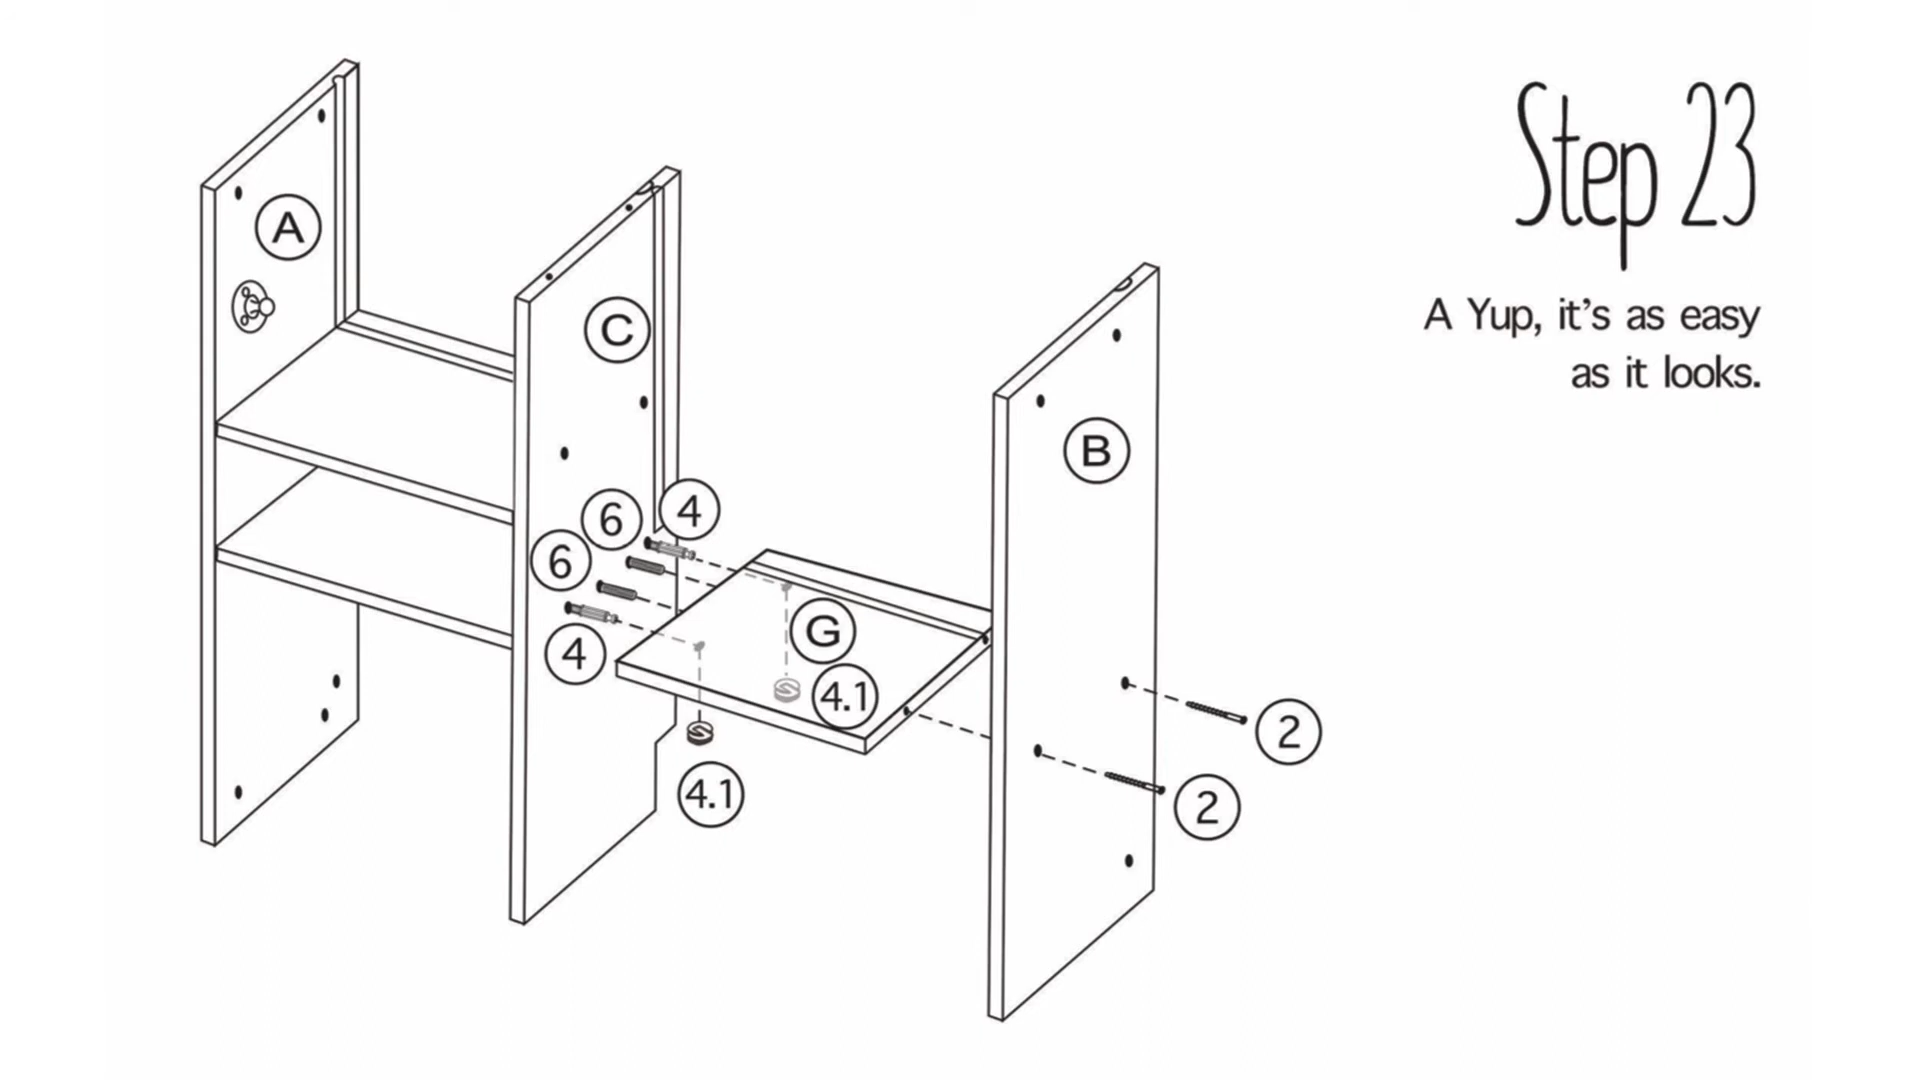 Step 23
A Yup, it's as easy
as it looks.
A
C
B
6
4
6
4
G
4.1
4.1
2
2